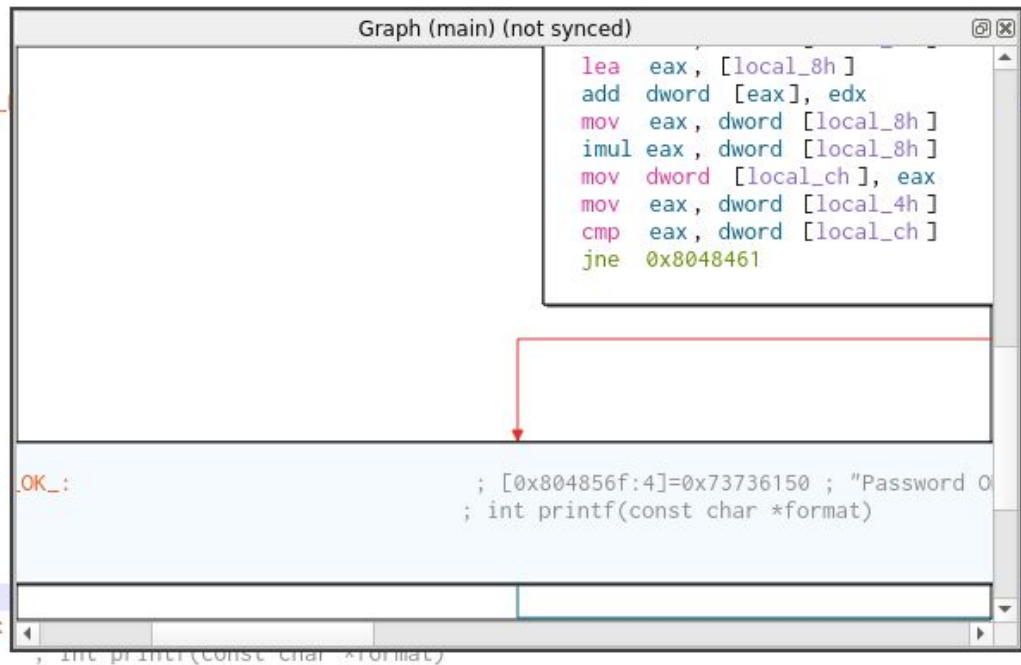 Graph (main) (not synced)
lea eax, [local_8h]
add dword [eax], edx
mov eax, dword [local_8h]
imul eax, dword [local_8h]
mov dword [local_ch], eax
mov eax, dword [local_4h]
cmp eax, dword [local_ch]
jne 0x8048461
_OK_: ; [0x804856f:4]=0x73736150 ; "Password O
; int printf(const char *format)
; int printf(const char *format)